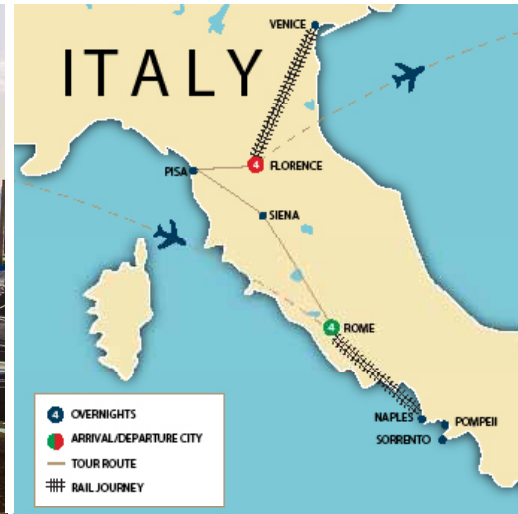 VENICE
ITALY
4 FLORENCE
PISA
SIENA
4 ROME
NAPLES
POMPEII
SORRENTO
4 OVERNIGHTS
ARRIVAL/DEPARTURE CITY
TOUR ROUTE
RAIL JOURNEY